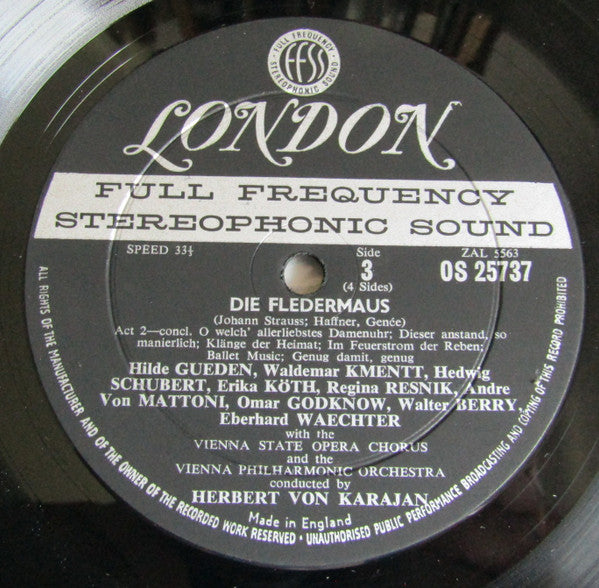 FULL FREQUENCY
FFSS
STEREOPHONIC SOUND
LONDON
FULL FREQUENCY
STEREOPHONIC SOUND
SPEED 33⅓
Side
3
(4 Sides)
ZAL 5563
OS 25737
DIE FLEDERMAUS
(Johann Strauss; Haffner, Genée)
Act 2—concl. O welch' allerliebstes Damenuhr; Dieser anstand, so
manierlich; Klänge der Heimat; Im Feuerstrom der Reben;
Ballet Music; Genug damit, genug
Hilde GUEDEN, Waldemar KMENTT, Hedwig
SCHUBERT, Erika KÖTH, Regina RESNIK, Andre
Von MATTONI, Omar GODKNOW, Walter BERRY,
Eberhard WAECHTER
with the
VIENNA STATE OPERA CHORUS
and the
VIENNA PHILHARMONIC ORCHESTRA
conducted by
HERBERT VON KARAJAN
Made in England
ALL RIGHTS OF THE MANUFACTURER AND OF THE OWNER OF THE RECORDED WORK RESERVED • UNAUTHORISED PUBLIC PERFORMANCE BROADCASTING AND COPYING OF THIS RECORD PROHIBITED